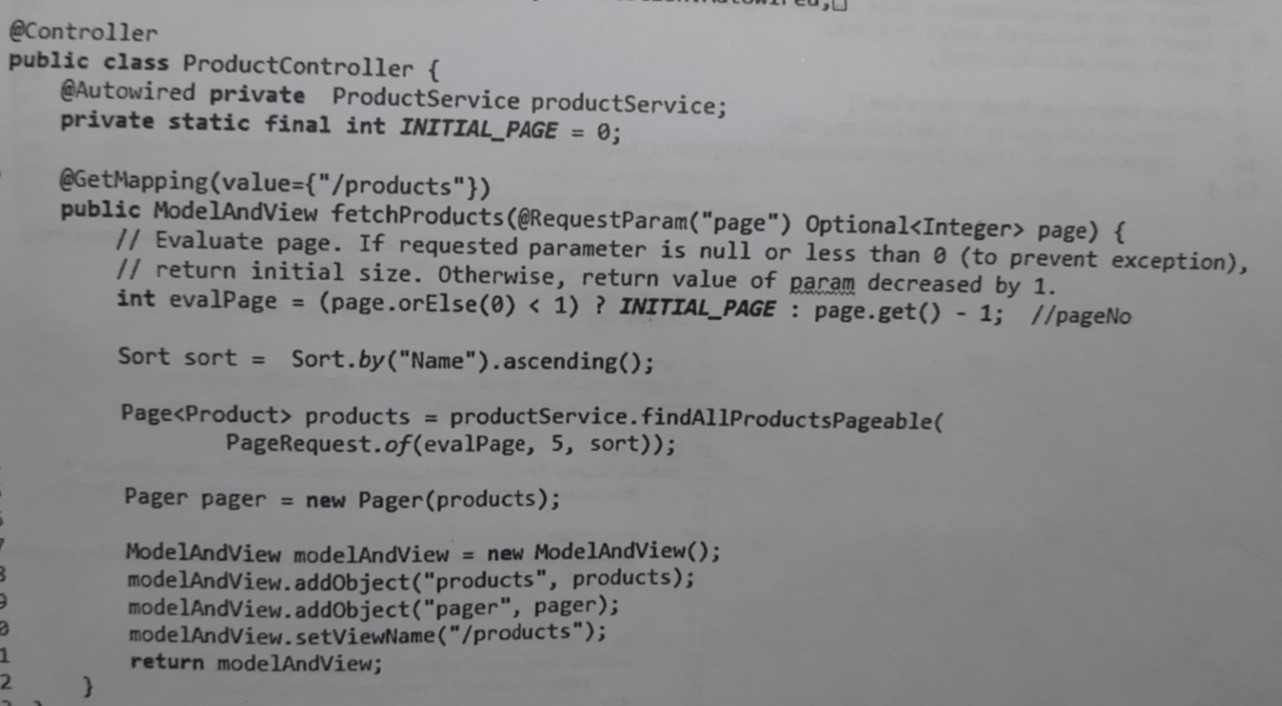 @Controller
public class ProductController {
@Autowired private ProductService productService;
private static final int INITIAL_PAGE = 0;
@GetMapping(value={"/products"})
public ModelAndView fetchProducts(@RequestParam("page") Optional<Integer> page) {
// Evaluate page. If requested parameter is null or less than 0 (to prevent exception),
// return initial size. Otherwise, return value of param decreased by 1.
int evalPage = (page.orElse(0) < 1) ? INITIAL_PAGE : page.get() - 1; //pageNo
Sort sort = Sort.by("Name").ascending();
Page<Product> products = productService.findAllProductsPageable(
PageRequest.of(evalPage, 5, sort));
Pager pager = new Pager(products);
ModelAndView modelAndView = new ModelAndView();
modelAndView.addObject("products", products);
modelAndView.addObject("pager", pager);
modelAndView.setViewName("/products");
return modelAndView;
}